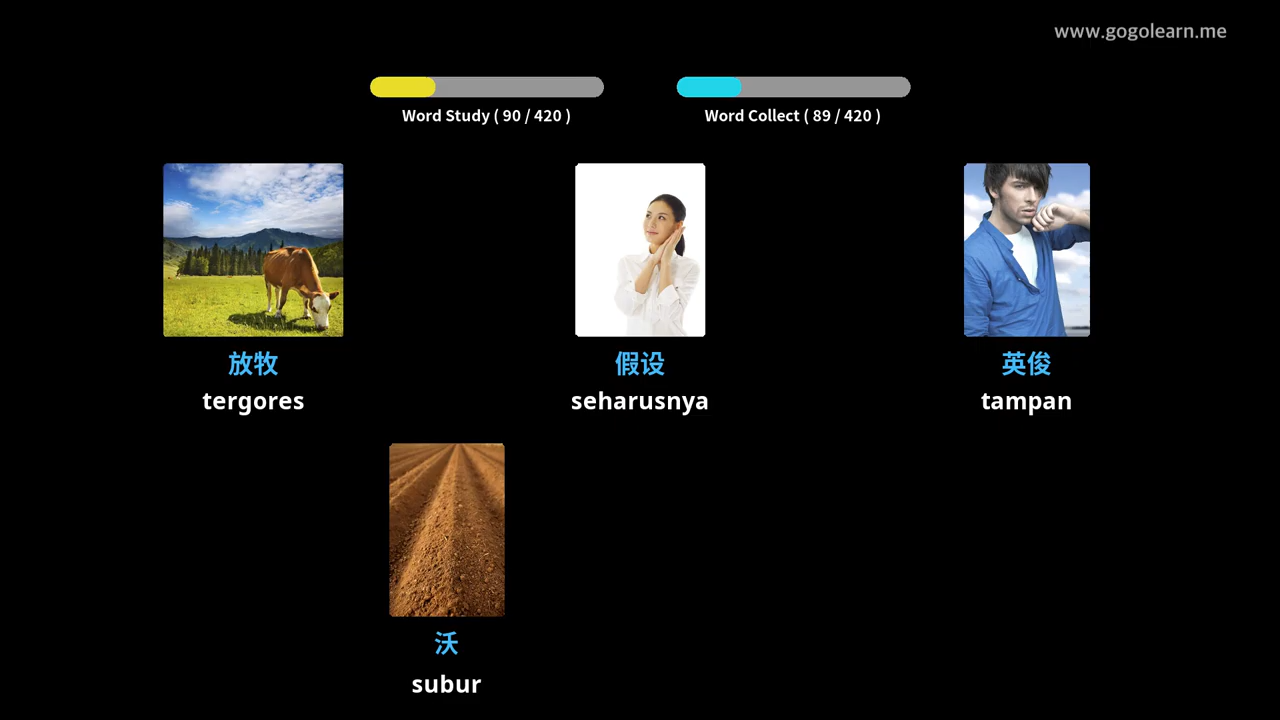 www.gogolearn.me
Word Study ( 90 / 420 )
Word Collect ( 89 / 420 )
放牧
tergores
假设
seharusnya
英俊
tampan
沃
subur